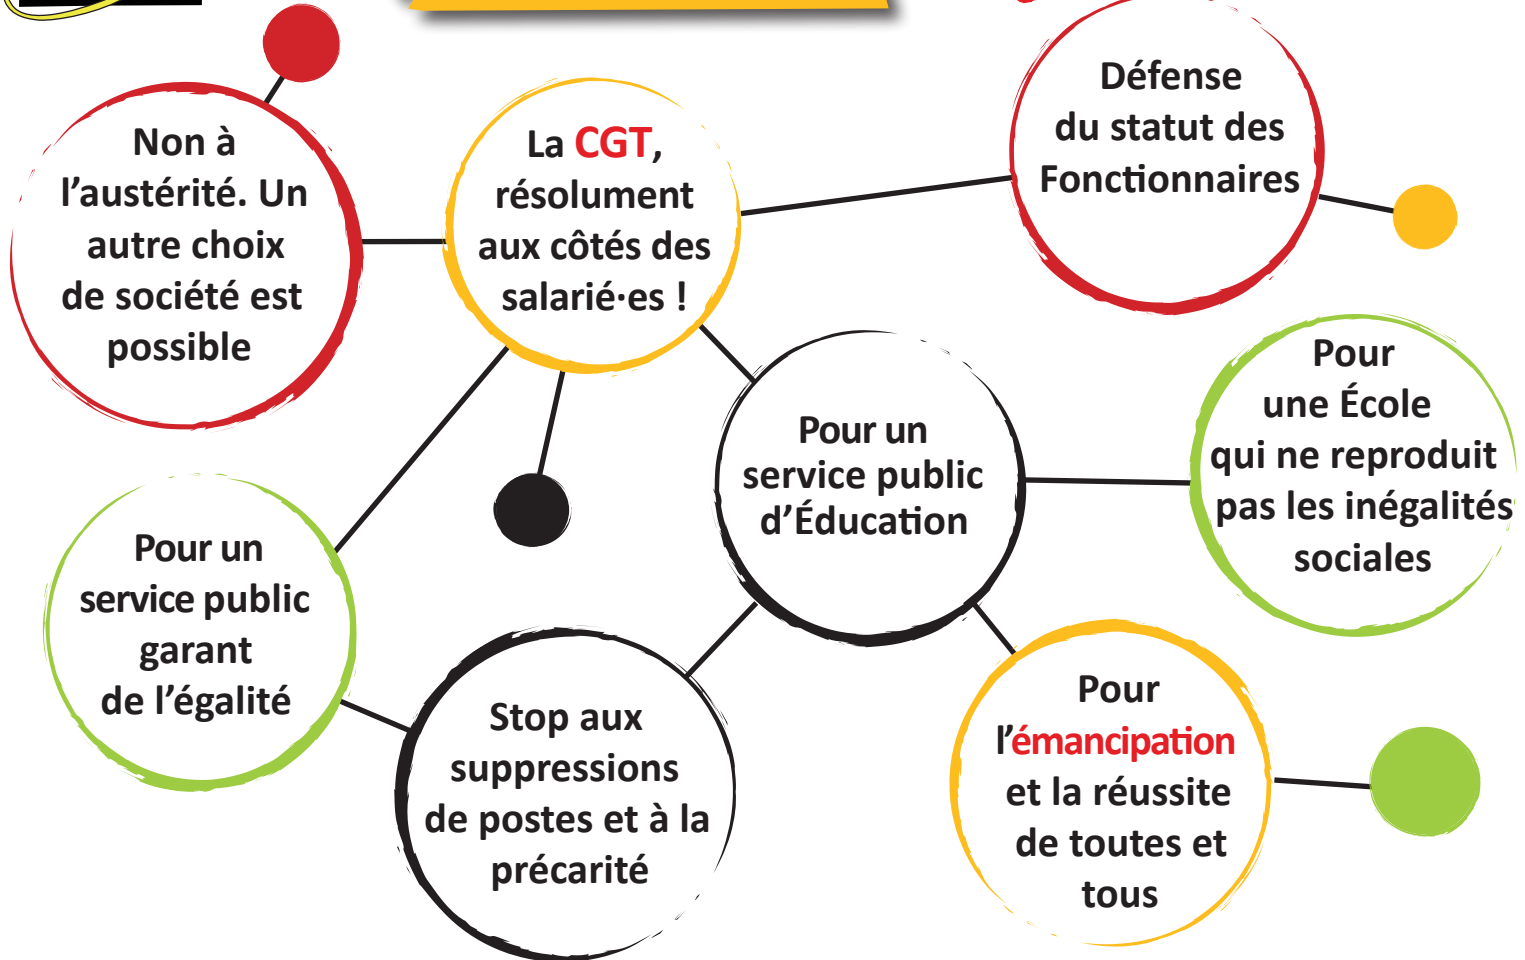 Non à
l’austérité. Un
autre choix
de société est
possible
La CGT,
résolument
aux côtés des
salarié·es !
Défense
du statut des
Fonctionnaires
Pour un
service public
d’Éducation
Pour
une École
qui ne reproduit
pas les inégalités
sociales
Pour un
service public
garant
de l’égalité
Stop aux
suppressions
de postes et à la
précarité
Pour
l’émancipation
et la réussite
de toutes et
tous